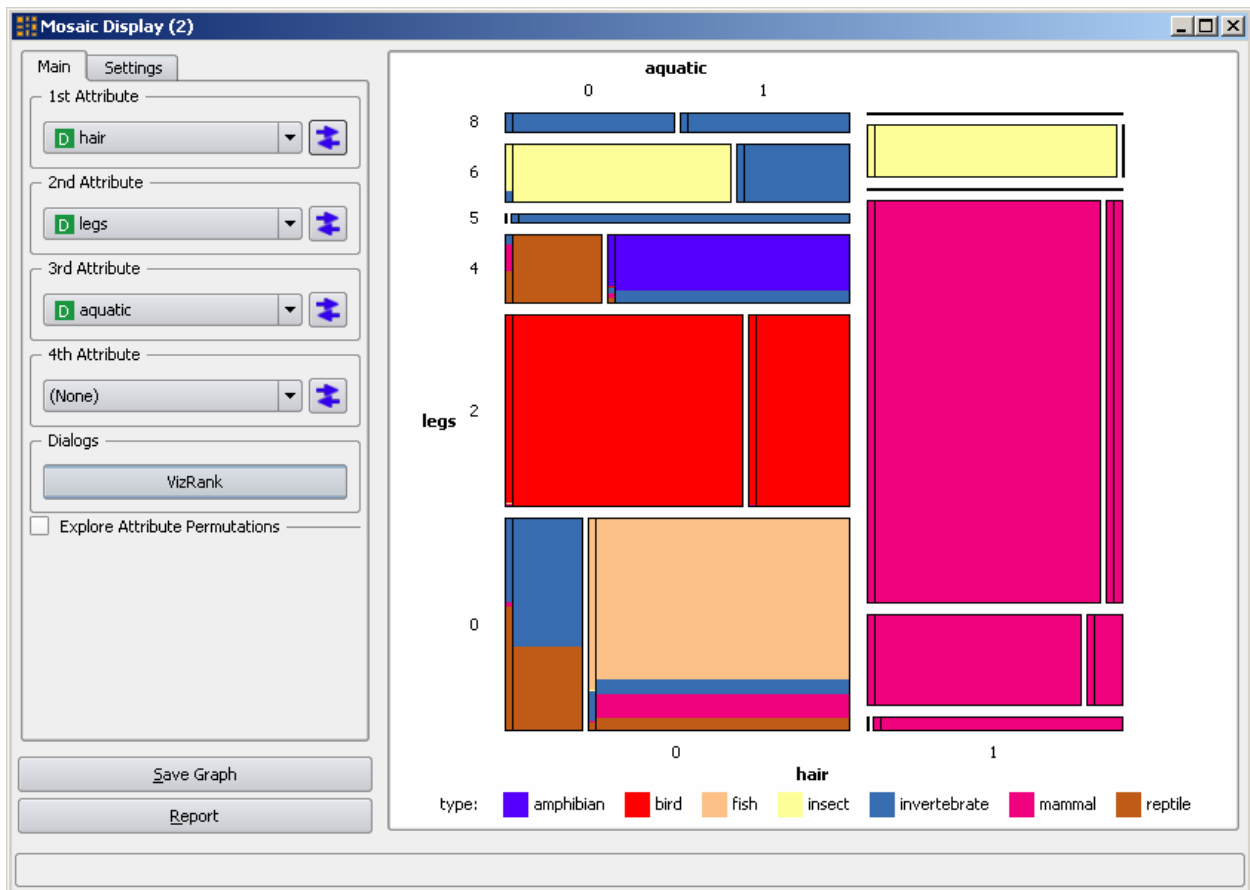 Mosaic Display (2)
Main Settings
1st Attribute
D hair
2nd Attribute
D legs
3rd Attribute
D aquatic
4th Attribute
(None)
Dialogs
VizRank
Explore Attribute Permutations
Save Graph
Report
aquatic
0 1
8
6
5
4
legs 2
0
0 1
hair
type: amphibian bird fish insect invertebrate mammal reptile